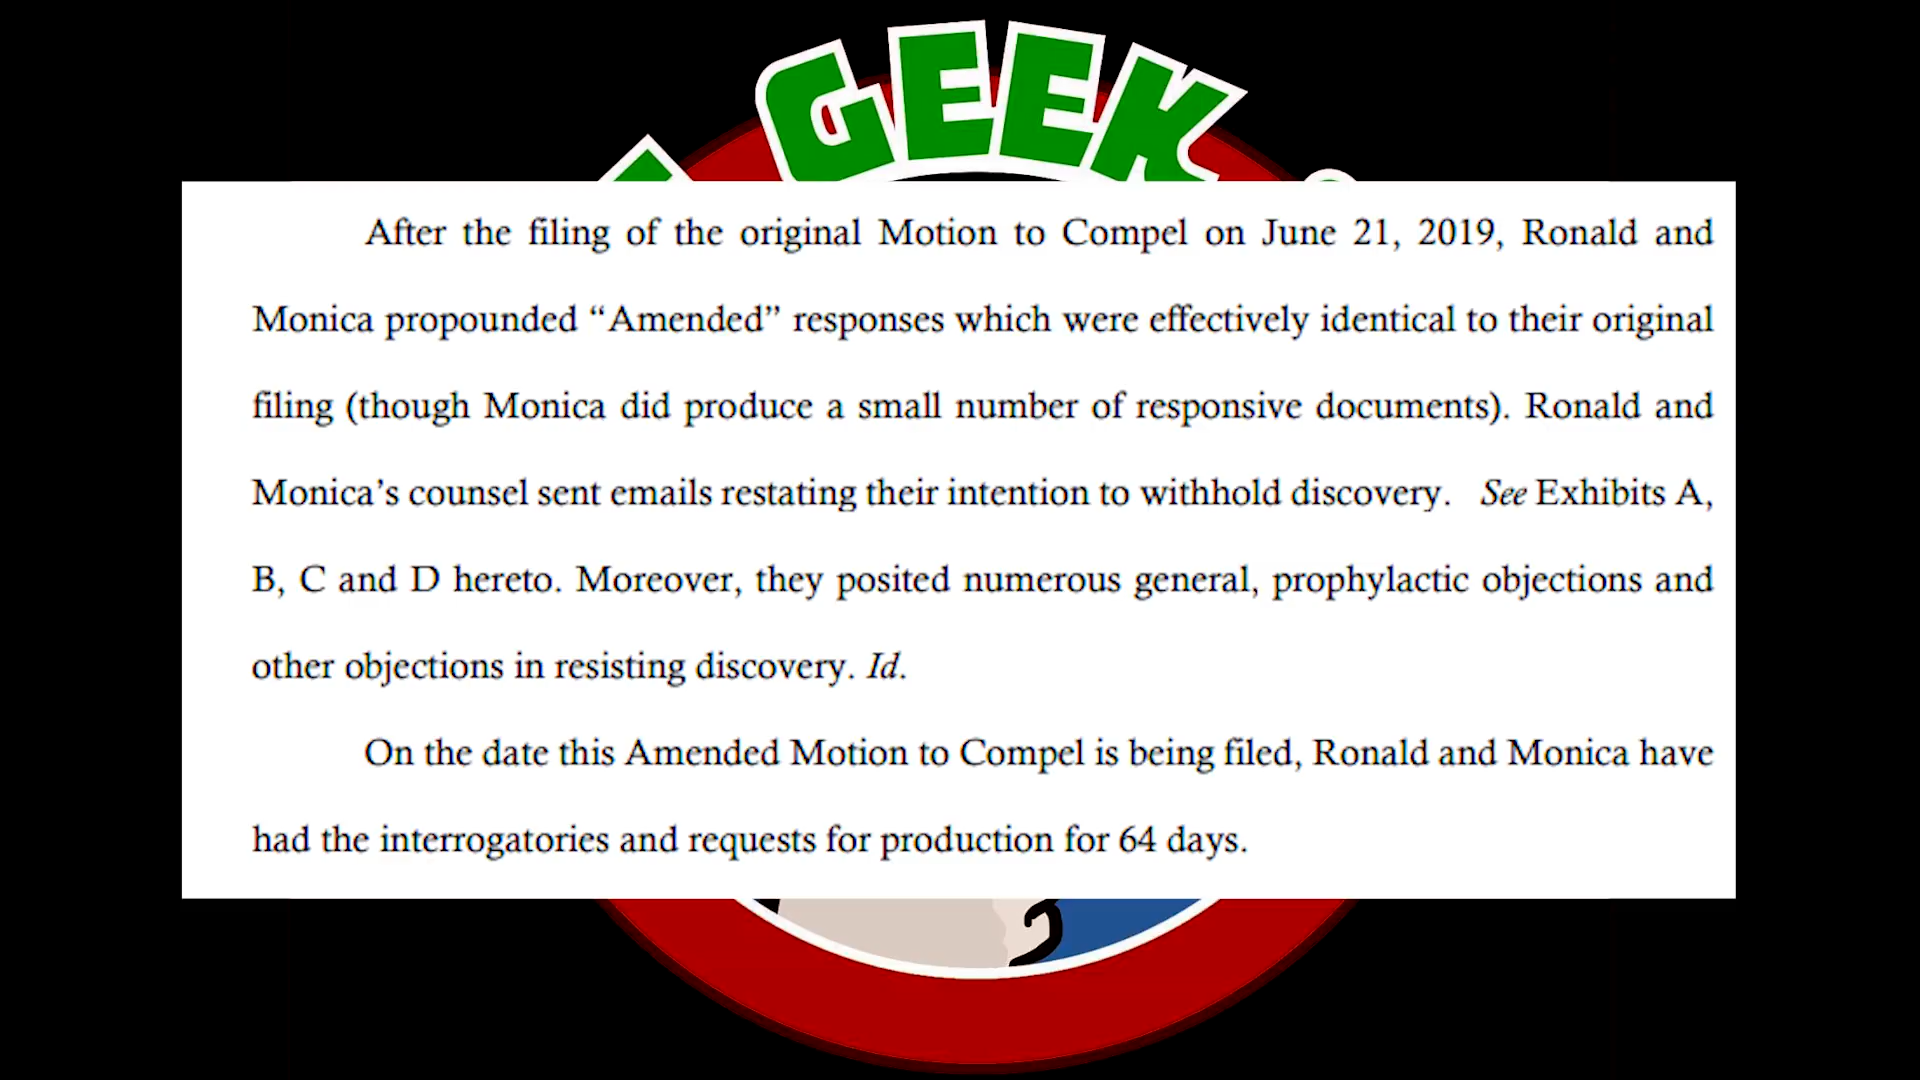 GEEK
After the filing of the original Motion to Compel on June 21, 2019, Ronald and
Monica propounded “Amended” responses which were effectively identical to their original
filing (though Monica did produce a small number of responsive documents). Ronald and
Monica’s counsel sent emails restating their intention to withhold discovery. See Exhibits A,
B, C and D hereto. Moreover, they posited numerous general, prophylactic objections and
other objections in resisting discovery. Id.
On the date this Amended Motion to Compel is being filed, Ronald and Monica have
had the interrogatories and requests for production for 64 days.